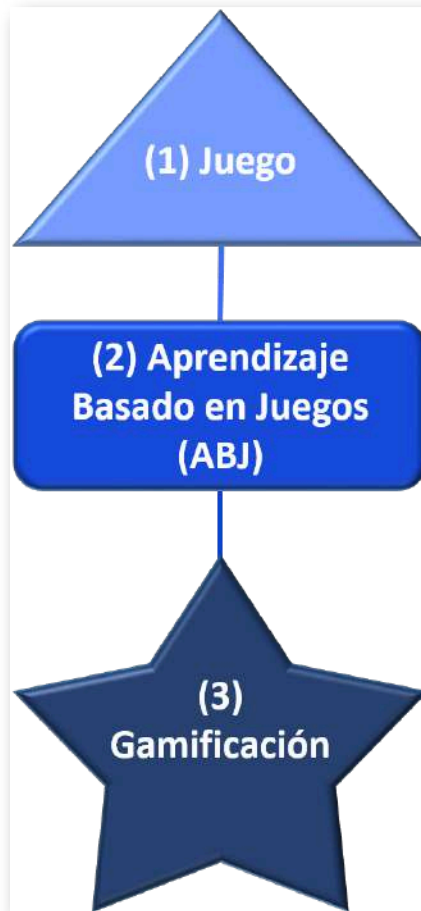 (1) Juego
(2) Aprendizaje
Basado en Juegos
(ABJ)
(3)
Gamificación